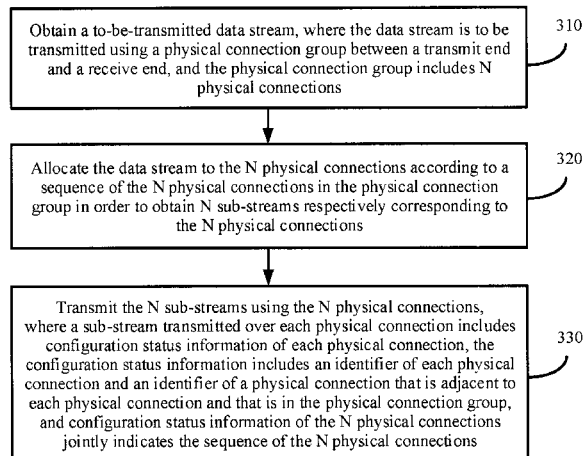 Obtain a to-be-transmitted data stream, where the data stream is to be
transmitted using a physical connection group between a transmit end
and a receive end, and the physical connection group includes N
physical connections
310
Allocate the data stream to the N physical connections according to a
sequence of the N physical connections in the physical connection
group in order to obtain N sub-streams respectively corresponding to
the N physical connections
320
Transmit the N sub-streams using the N physical connections,
where a sub-stream transmitted over each physical connection includes
configuration status information of each physical connection, the
configuration status information includes an identifier of each physical
connection and an identifier of a physical connection that is adjacent to
each physical connection and that is in the physical connection group,
and configuration status information of the N physical connections
jointly indicates the sequence of the N physical connections
330